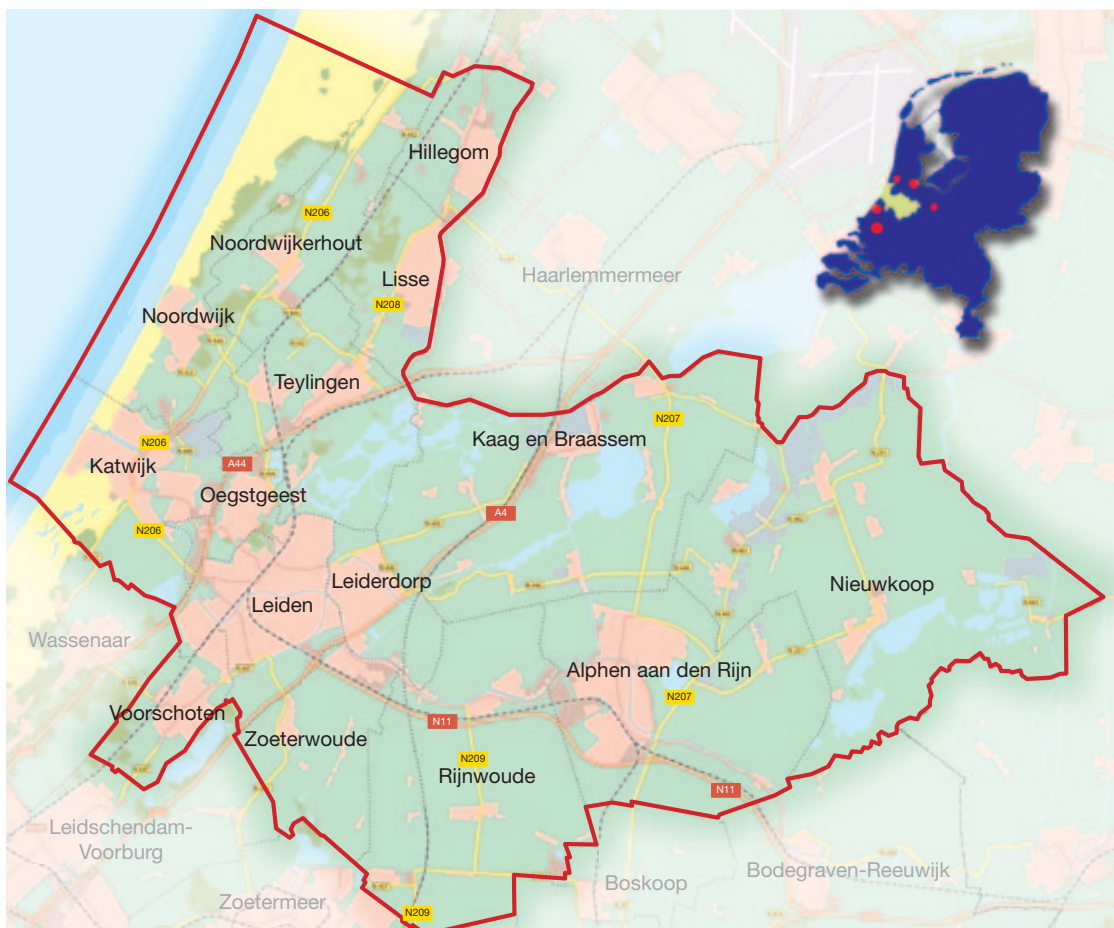 Hillegom
N206
Noordwijkerhout
Haarlemmermeer
Lisse
N208
Noordwijk
Teylingen
N207
Kaag en Braassem
N206
Katwijk
A44
Oegstgeest
A4
N206
Leiderdorp
Nieuwkoop
Leiden
Wassenaar
Alphen aan den Rijn
N207
Voorschoten
N11
Zoeterwoude
N209
Rijnwoude
N11
Leidschendam-
Voorburg
Bodegraven-Reeuwijk
Boskoop
Zoetermeer
N209